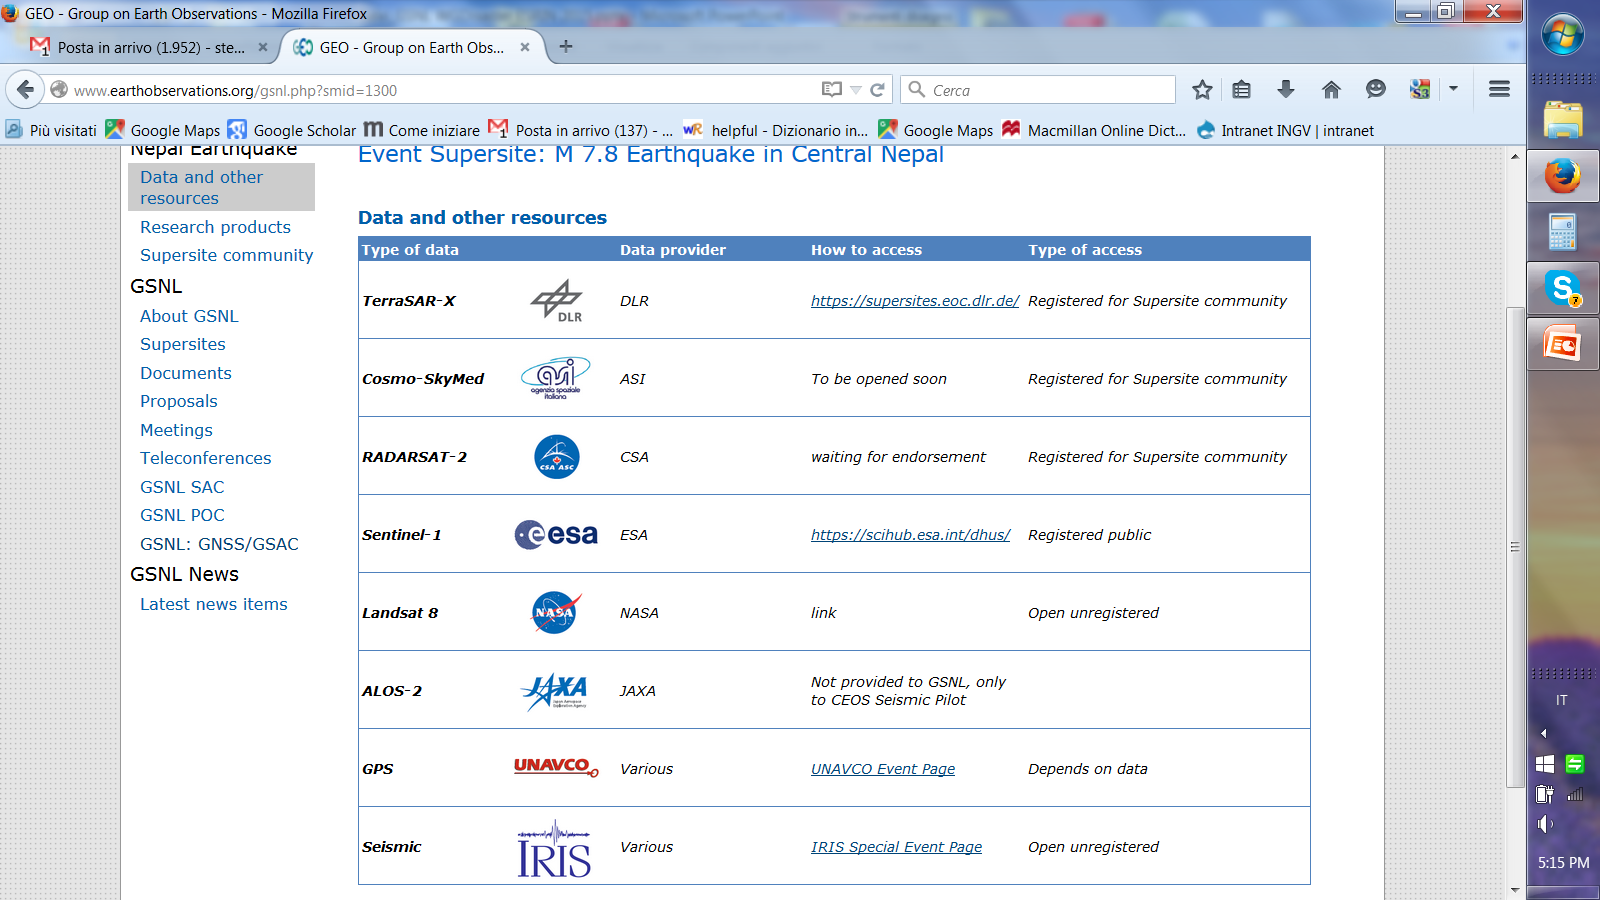 GEO - Group on Earth Observations - Mozilla Firefox
Posta in arrivo (1.952) - ste...
GEO - Group on Earth Obs...
www.earthobservations.org/gsnl.php?smid=1300
Cerca
Più visitati
Google Maps
Google Scholar
Come iniziare
Posta in arrivo (137) - ...
helpful - Dizionario in...
Google Maps
Macmillan Online Dict...
Intranet INGV | intranet
Nepal Earthquake
Data and other
resources
Research products
Supersite community
GSNL
About GSNL
Supersites
Documents
Proposals
Meetings
Teleconferences
GSNL SAC
GSNL POC
GSNL: GNSS/GSAC
GSNL News
Latest news items
Event Supersite: M 7.8 Earthquake in Central Nepal
Data and other resources
Type of data Data provider How to access Type of access
TerraSAR-X DLR DLR https://supersites.eoc.dlr.de/ Registered for Supersite community
Cosmo-SkyMed asi ASI To be opened soon Registered for Supersite community
agenzia spaziale
italiana
RADARSAT-2 CSA ASC CSA waiting for endorsement Registered for Supersite community
Sentinel-1 esa ESA https://scihub.esa.int/dhus/ Registered public
Landsat 8 NASA NASA link Open unregistered
ALOS-2 JAXA JAXA Not provided to GSNL, only
to CEOS Seismic Pilot
Japan Aerospace
Exploration Agency
GPS UNAVCO Various UNAVCO Event Page Depends on data
Seismic IRIS Various IRIS Special Event Page Open unregistered
IT
5:15 PM